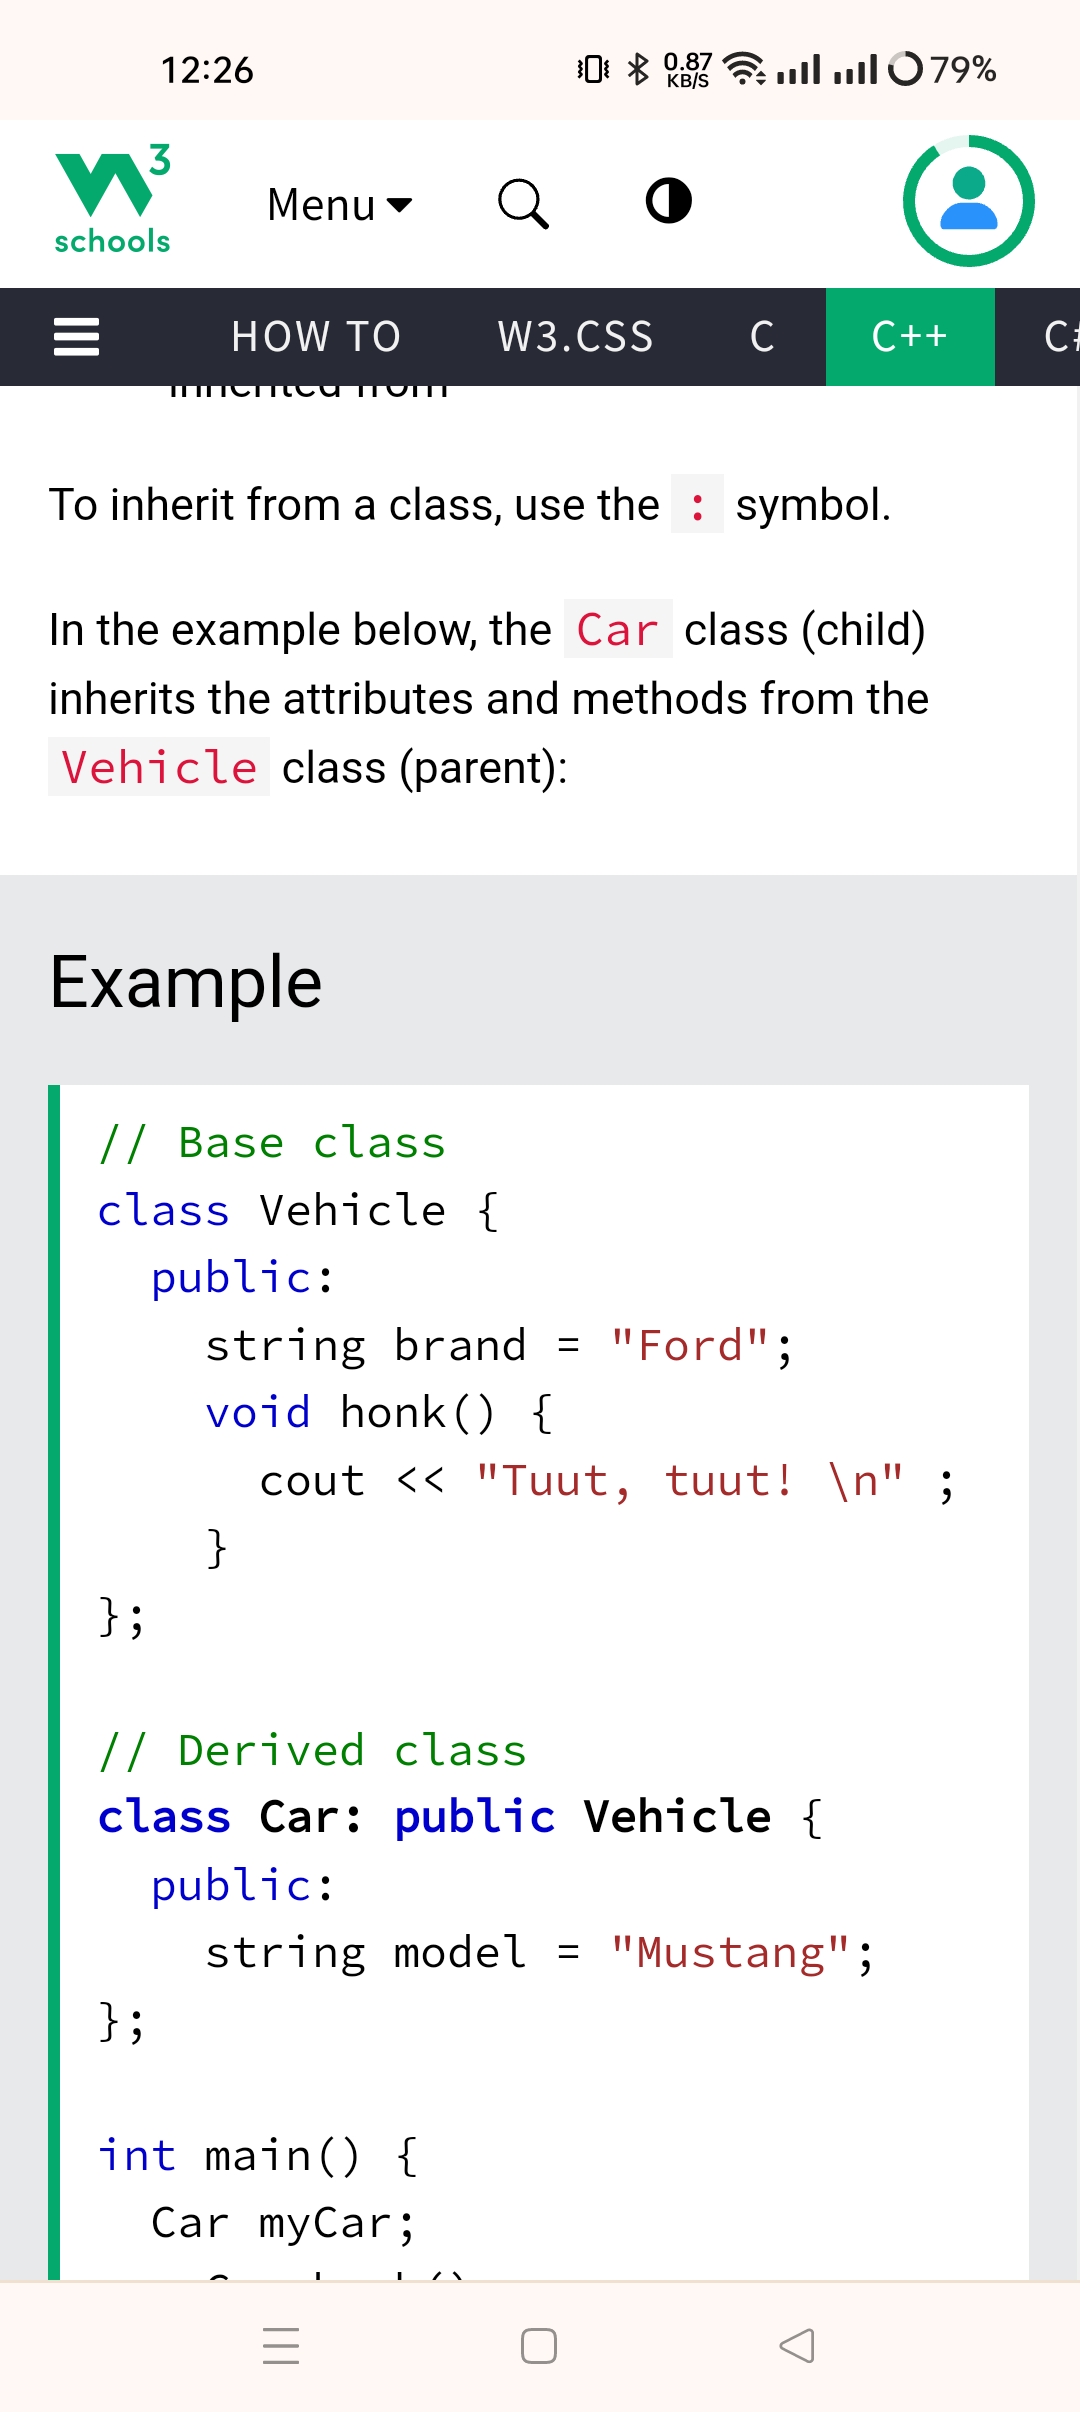 12:26
0.87
KB/S
79%
W3
schools
Menu
HOW TO W3.CSS C C++ C#
inherited from
To inherit from a class, use the : symbol.
In the example below, the Car class (child)
inherits the attributes and methods from the
Vehicle class (parent):
Example
// Base class
class Vehicle {
  public:
    string brand = "Ford";
    void honk() {
      cout << "Tuut, tuut! \n" ;
    }
};
// Derived class
class Car: public Vehicle {
  public:
    string model = "Mustang";
};
int main() {
  Car myCar;